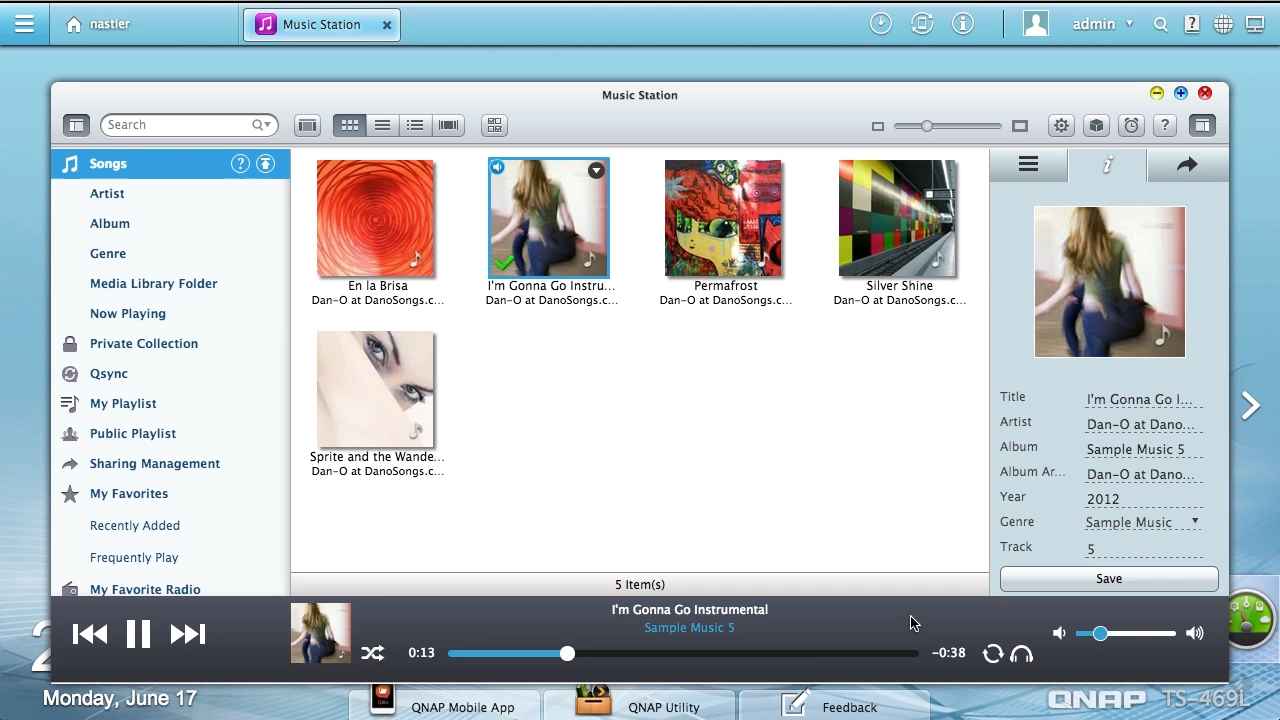 nastier
Music Station
admin
Music Station
Search
Songs
Artist
Album
Genre
Media Library Folder
Now Playing
Private Collection
Qsync
My Playlist
Public Playlist
Sharing Management
My Favorites
Recently Added
Frequently Play
My Favorite Radio
En la Brisa
Dan-O at DanoSongs.c...
I'm Gonna Go Instru...
Dan-O at DanoSongs.c...
Permafrost
Dan-O at DanoSongs.c...
Silver Shine
Dan-O at DanoSongs.c...
Sprite and the Wande...
Dan-O at DanoSongs.c...
5 Item(s)
Title I'm Gonna Go I...
Artist Dan-O at Dano...
Album Sample Music 5
Album Ar... Dan-O at Dano...
Year 2012
Genre Sample Music
Track 5
Save
I'm Gonna Go Instrumental
Sample Music 5
0:13 -0:38
Monday, June 17
QNAP Mobile App
QNAP Utility
Feedback
QNAP TS-469L